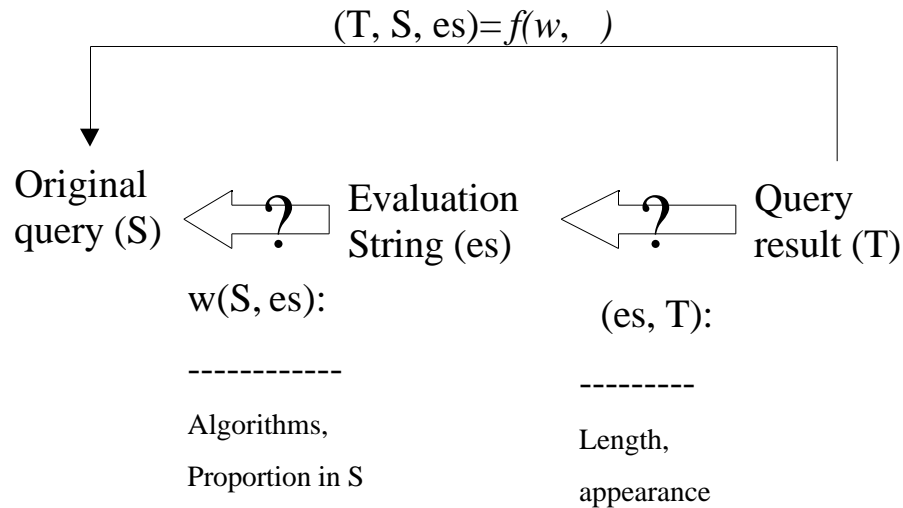 (T, S, es)=f(w, )
Original
query (S)
?
Evaluation
String (es)
?
Query
result (T)
w(S, es):
------------
Algorithms,
Proportion in S
(es, T):
---------
Length,
appearance